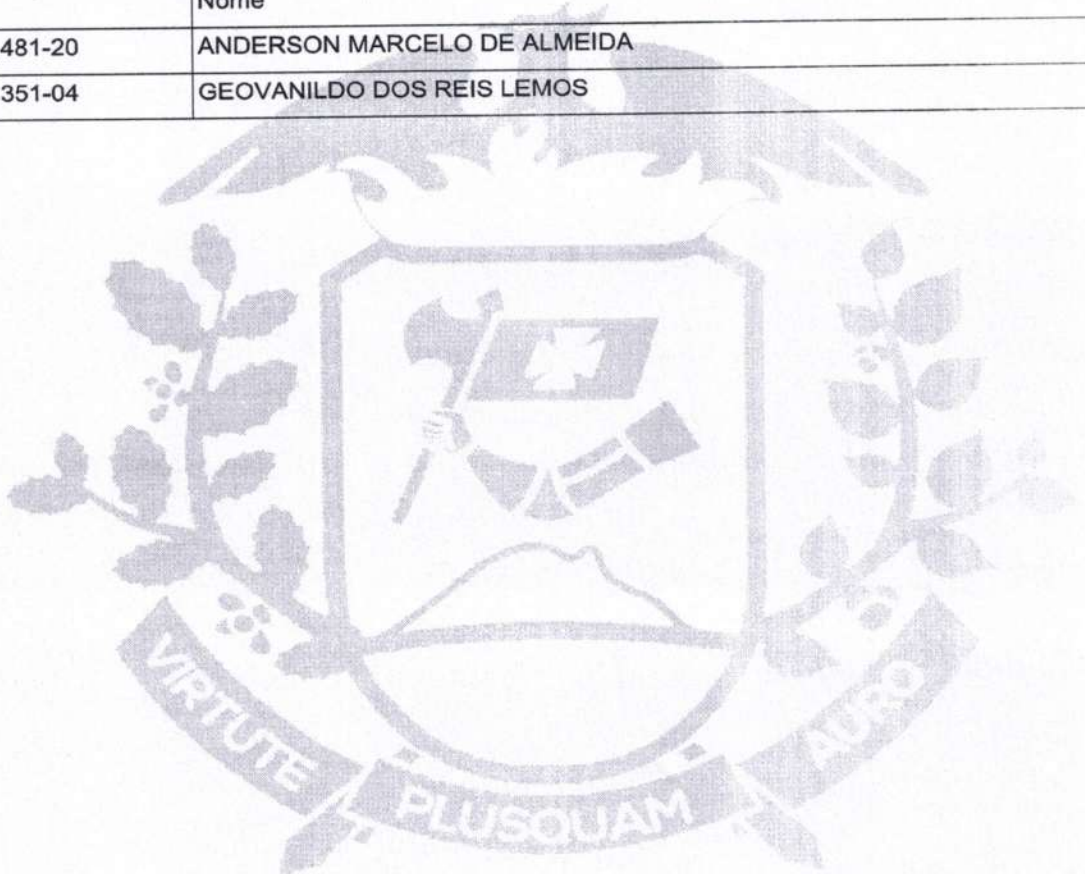 Nome
481-20 ANDERSON MARCELO DE ALMEIDA
351-04 GEOVANILDO DOS REIS LEMOS
VIRTUTE PLUSQUAM AURO